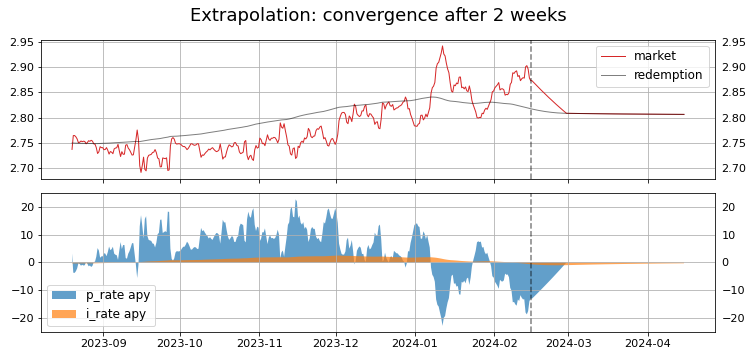 Extrapolation: convergence after 2 weeks
2.95 2.95
market
2.90 2.90
redemption
2.85 2.85
2.80 2.80
2.75 2.75
2.70 2.70
20 20
10 10
0 0
p_rate apy
−10 −10
i_rate apy
−20 −20
2023-09 2023-10 2023-11 2023-12 2024-01 2024-02 2024-03 2024-04